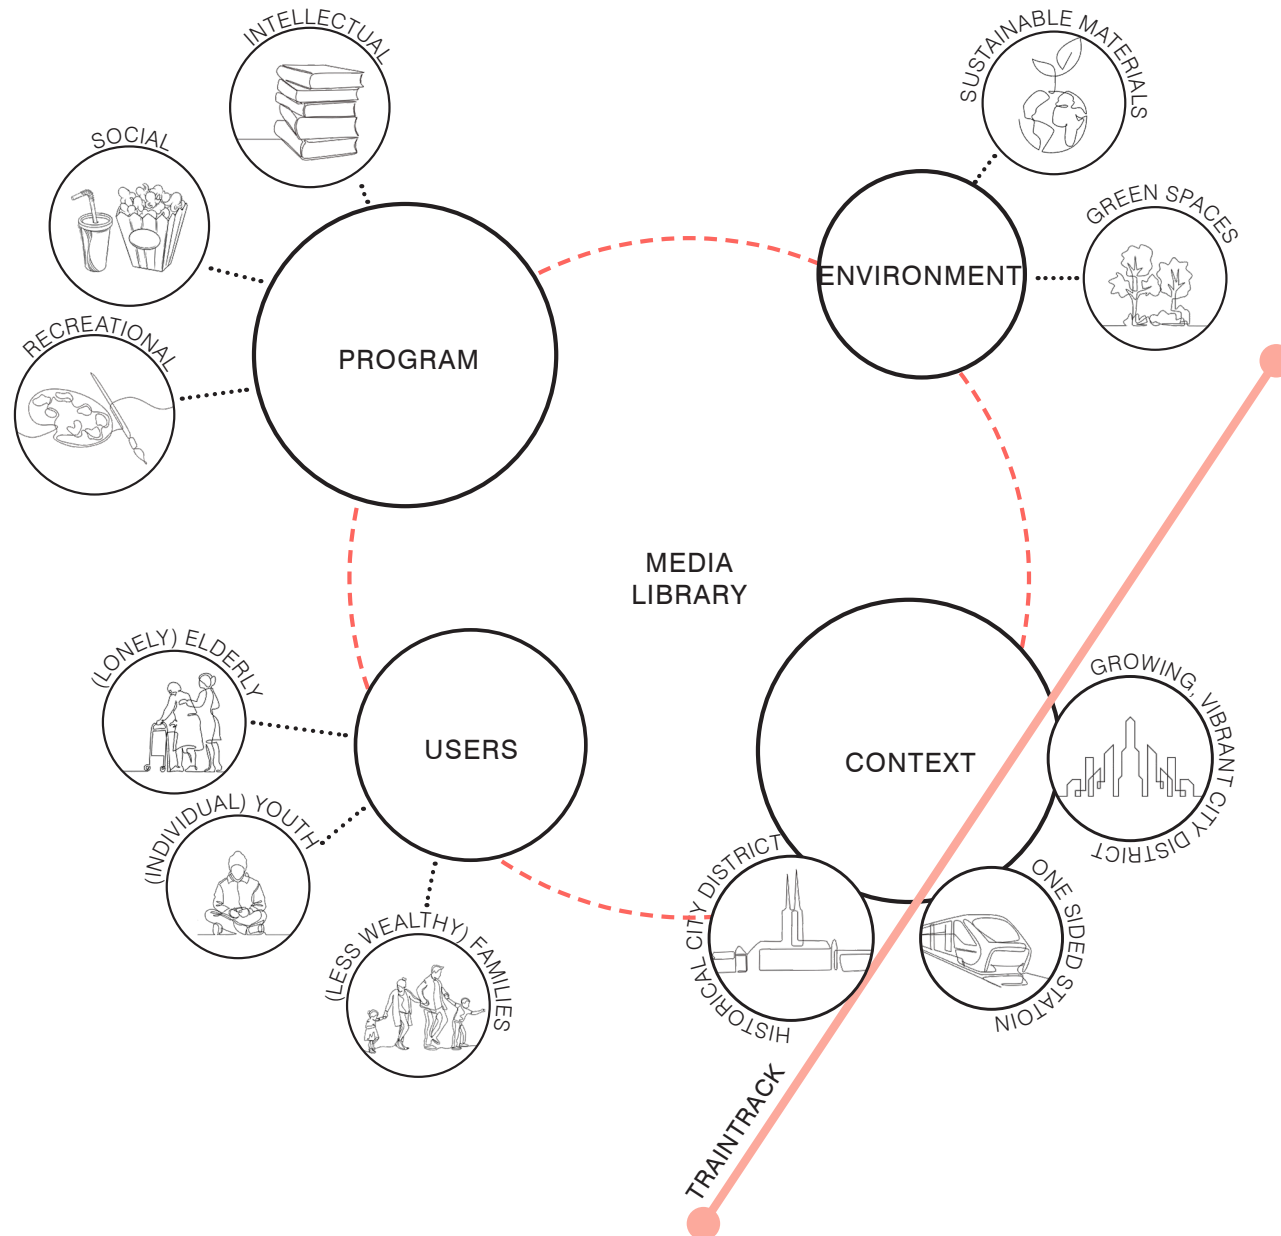 INTELLECTUAL
SOCIAL
RECREATIONAL
PROGRAM
SUSTAINABLE MATERIALS
GREEN SPACES
ENVIRONMENT
MEDIA
LIBRARY
(LONELY) ELDERLY
(INDIVIDUAL) YOUTH
(LESS WEALTHY) FAMILIES
USERS
CONTEXT
GROWING, VIBRANT CITY DISTRICT
ONE SIDED STATOIN
HISTORICAL CITY DISTRICT
TRAINTRACK